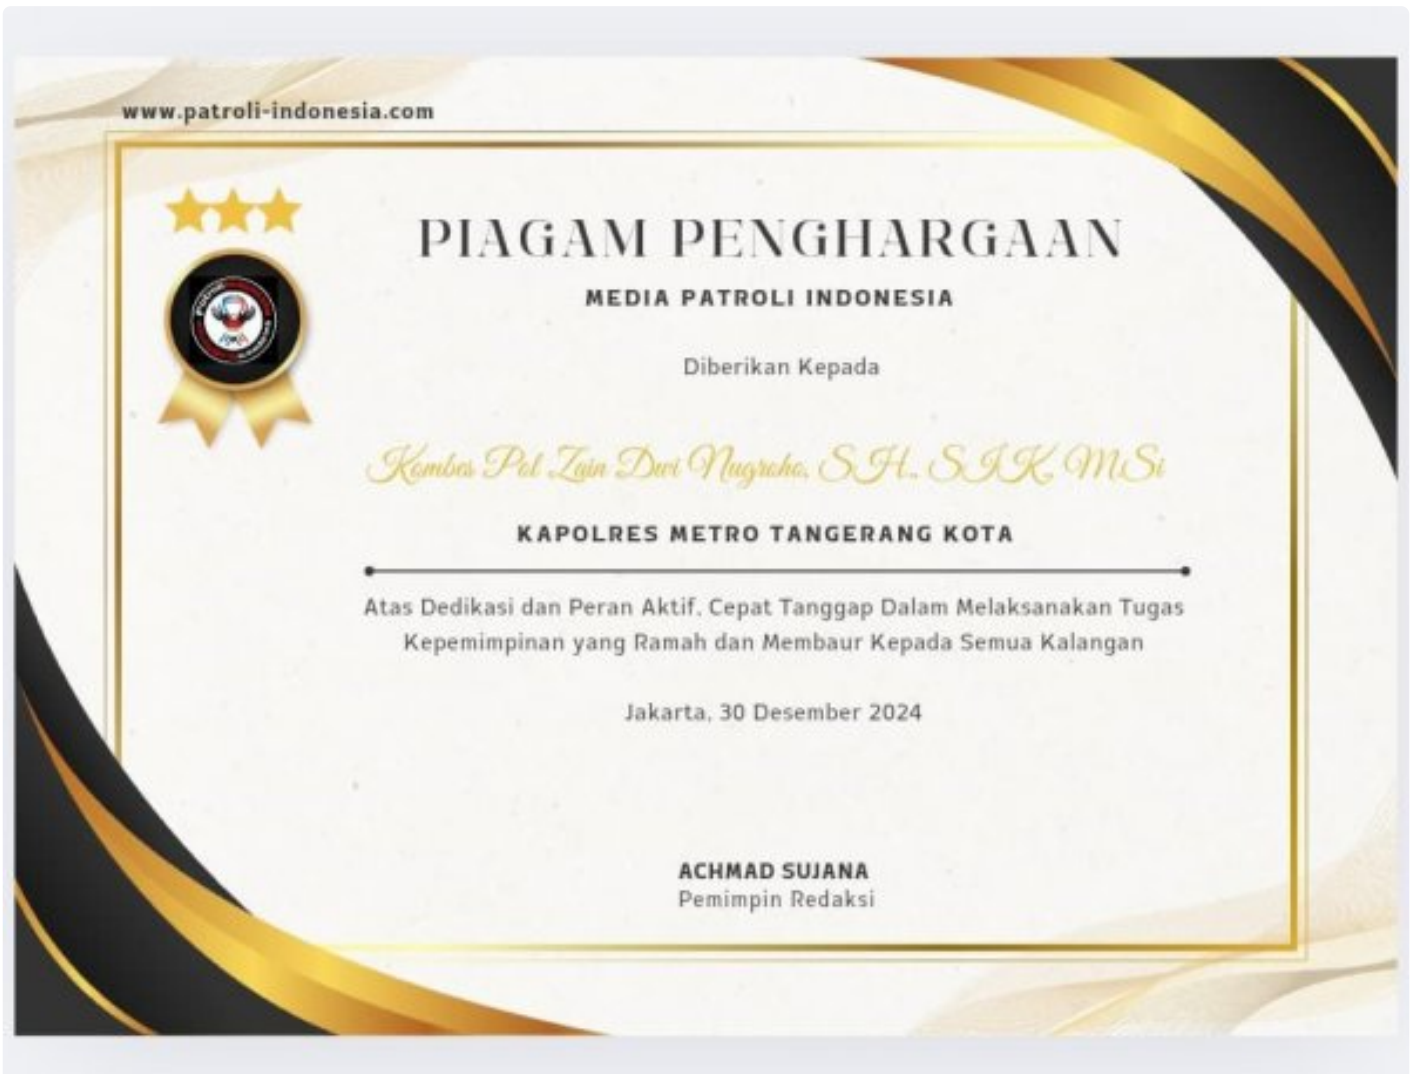 www.patroli-indonesia.com
PIAGAM PENGHARGAAN
MEDIA PATROLI INDONESIA
Diberikan Kepada
Kombes Pol Zain Dwi Nugroho, S.H., S.I.K, M.Si
KAPOLRES METRO TANGERANG KOTA
Atas Dedikasi dan Peran Aktif, Cepat Tanggap Dalam Melaksanakan Tugas
Kepemimpinan yang Ramah dan Membaur Kepada Semua Kalangan
Jakarta, 30 Desember 2024
ACHMAD SUJANA
Pemimpin Redaksi